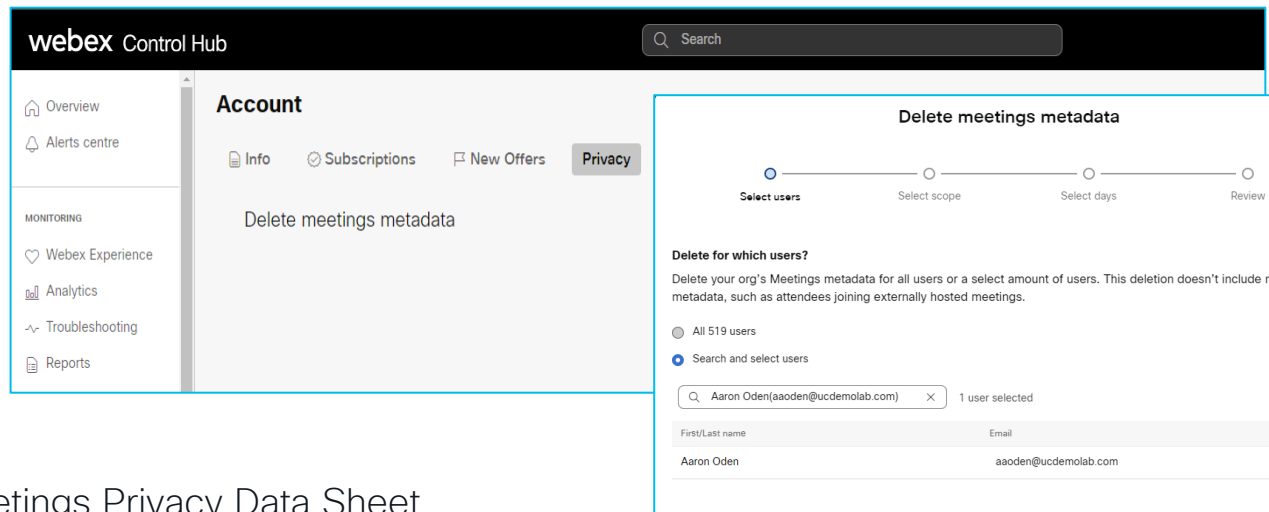 webex Control Hub
Search
Overview
Alerts centre
MONITORING
Webex Experience
Analytics
Troubleshooting
Reports
Account
Info
Subscriptions
New Offers
Privacy
Delete meetings metadata
Delete meetings metadata
Select users
Select scope
Select days
Review
Delete for which users?
Delete your org's Meetings metadata for all users or a select amount of users. This deletion doesn't include
metadata, such as attendees joining externally hosted meetings.
All 519 users
Search and select users
Aaron Oden(aaoden@ucdemolab.com)
1 user selected
First/Last name
Email
Aaron Oden
aaoden@ucdemolab.com
etings Privacy Data Sheet